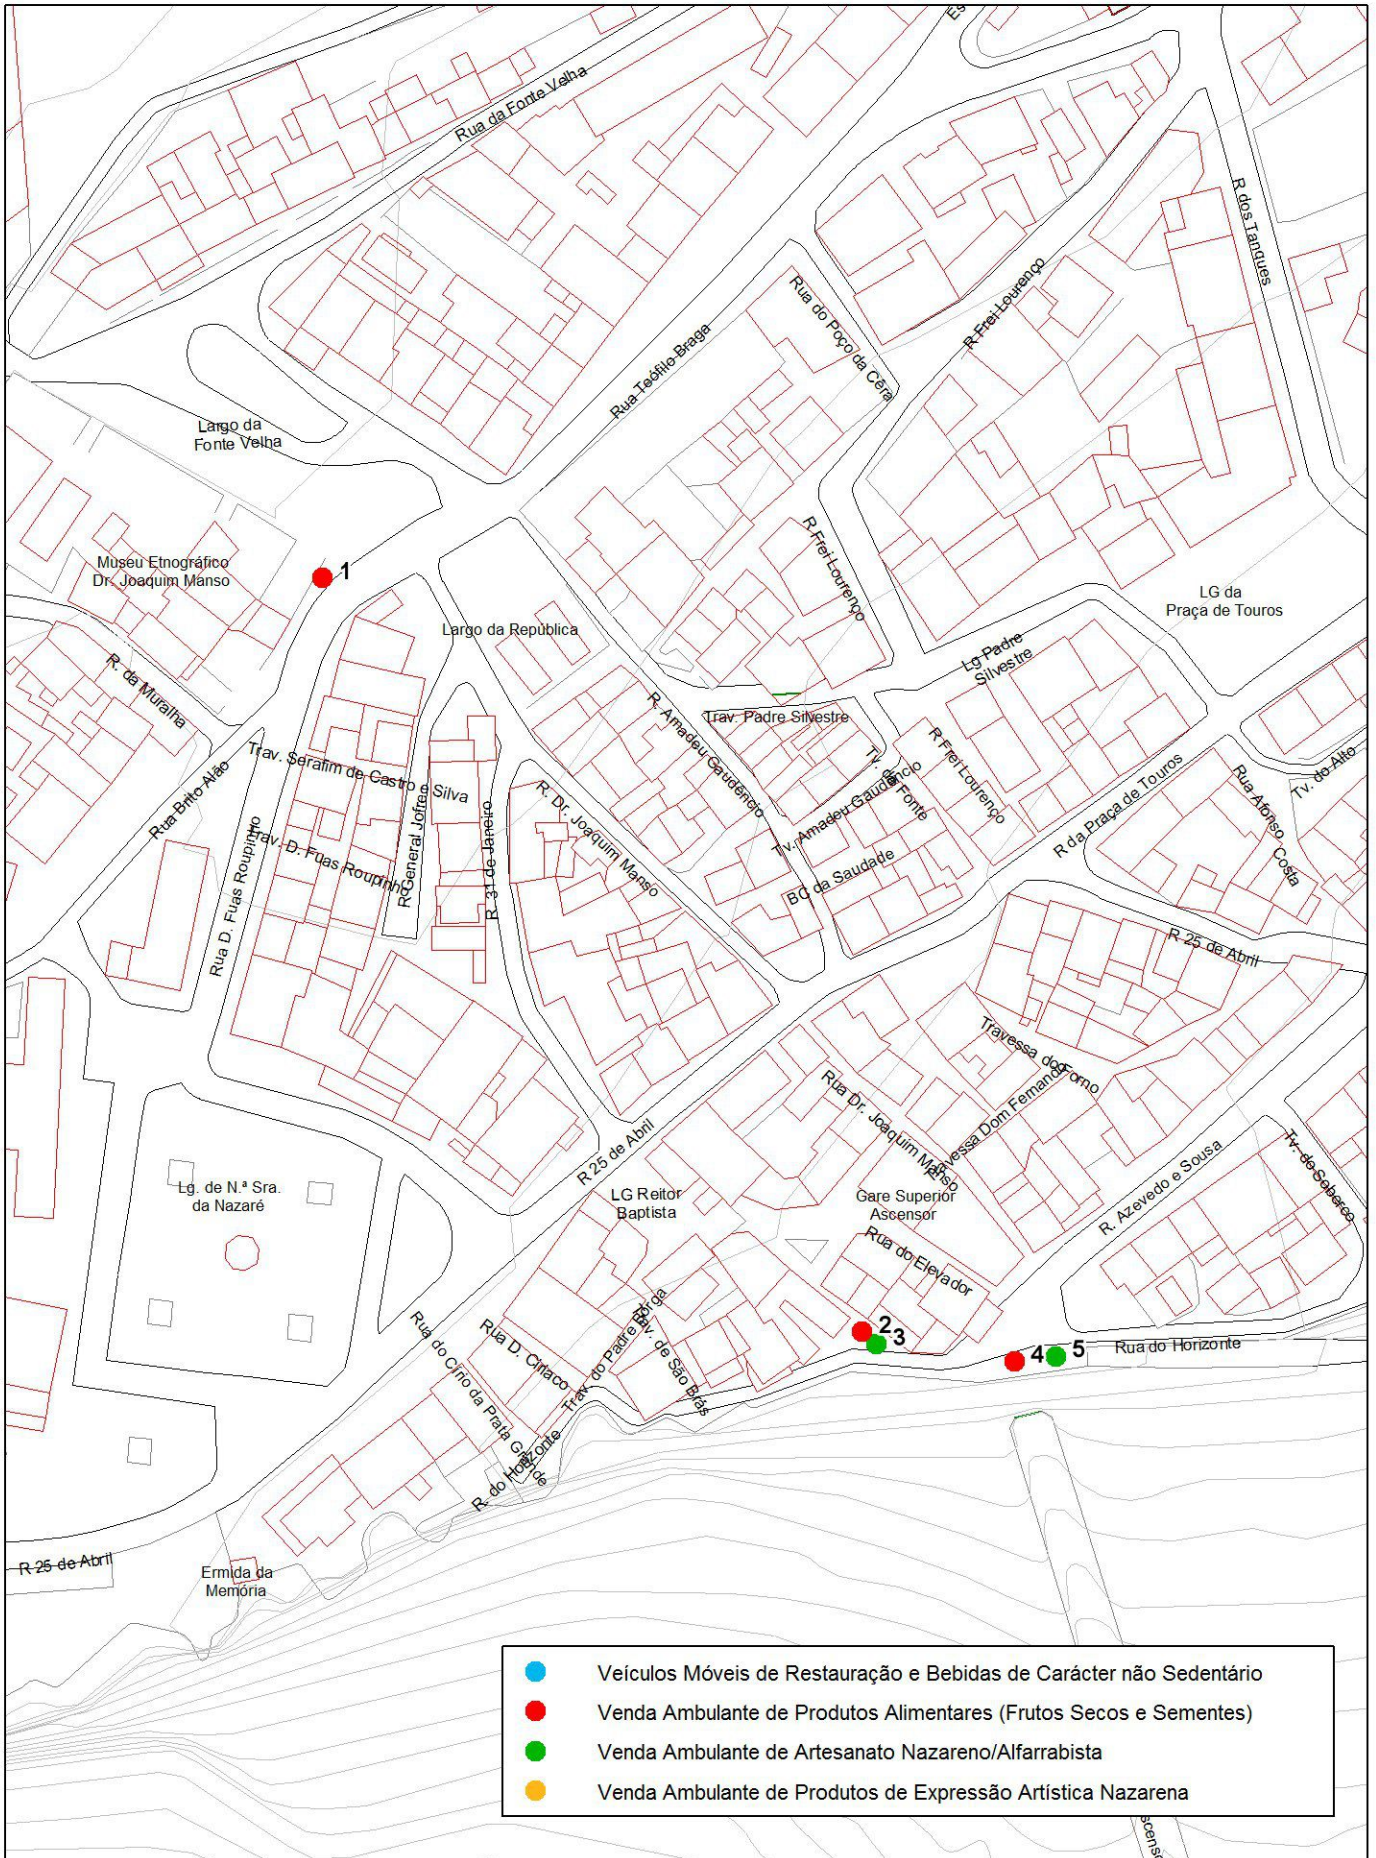 Es
Rua da Fonte Velha
R dos Tanques
R Frei Lourenço
Rua do Poço da Cêra
Rua Teófilo Braga
Largo da
Fonte Velha
R Frei Lourenço
Museu Etnográfico
Dr. Joaquim Manso
1
LG da
Praça de Touros
Largo da República
Lg Padre
Silvestre
R. da Muralha
R. Amadeu Gaudêncio
Trav. Padre Silvestre
R Frei Lourenço
Tv. da Fonte
Trav. Serafim de Castro e Silva
Rua Brito Alão
R. Dr. Joaquim Manso
Tv. Amadeu Gaudêncio
R da Praça de Touros
Rua Afonso Costa
Tv. do Alto
Trav. D. Fuas Roupinho
R General Jofre
R 31 de Janeiro
BC da Saudade
Rua D. Fuas Roupinho
R 25 de Abril
Travessa do Forno
Rua Dr. Joaquim Manso
Travessa Dom Fernando
R 25 de Abril
Lg. de N.ª Sra.
da Nazaré
LG Reitor
Baptista
Gare Superior
Ascensor
R. Azevedo e Sousa
Tv. do Soberco
Rua do Elevador
Rua do Círio da Prata Grande
Rua D. Ciríaco
Trav. do Padre Borga
Trav. de São Brás
2
3
4
5
Rua do Horizonte
R. do Horizonte
R 25 de Abril
Ermida da
Memória
Veículos Móveis de Restauração e Bebidas de Carácter não Sedentário
Venda Ambulante de Produtos Alimentares (Frutos Secos e Sementes)
Venda Ambulante de Artesanato Nazareno/Alfarrabista
Venda Ambulante de Produtos de Expressão Artística Nazarena